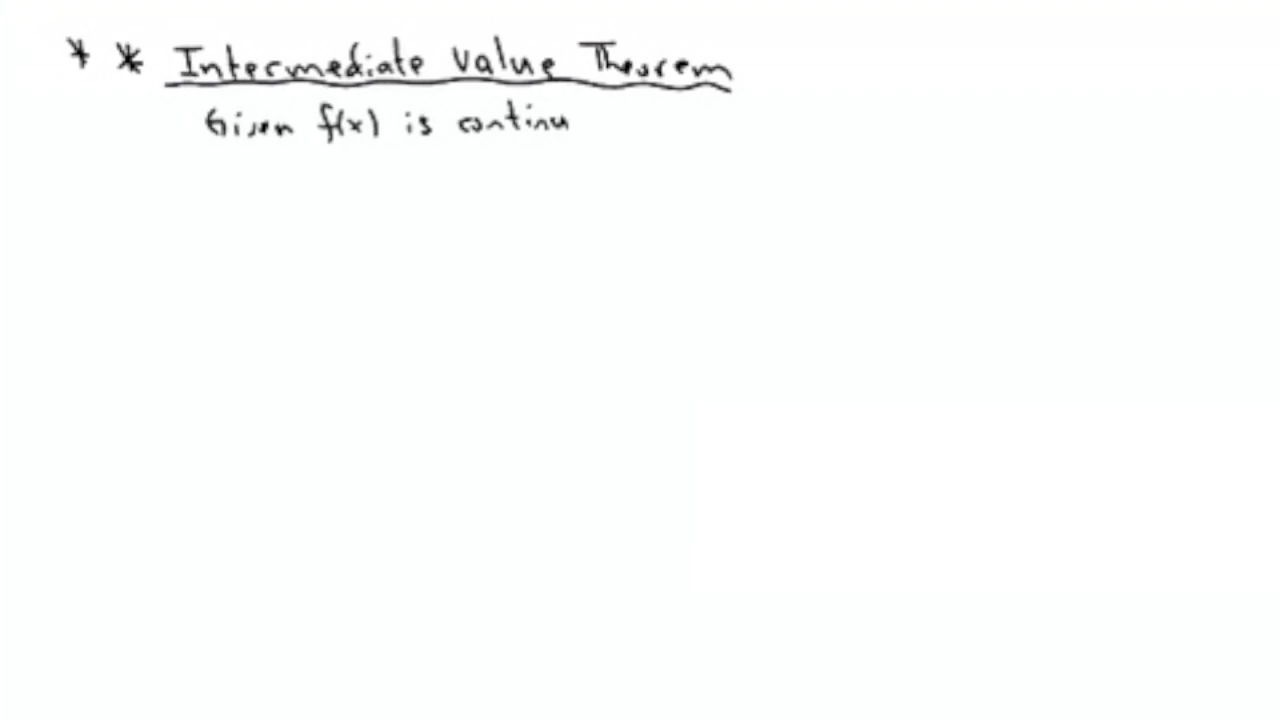 * * Intermediate Value Theorem
Given f(x) is continu